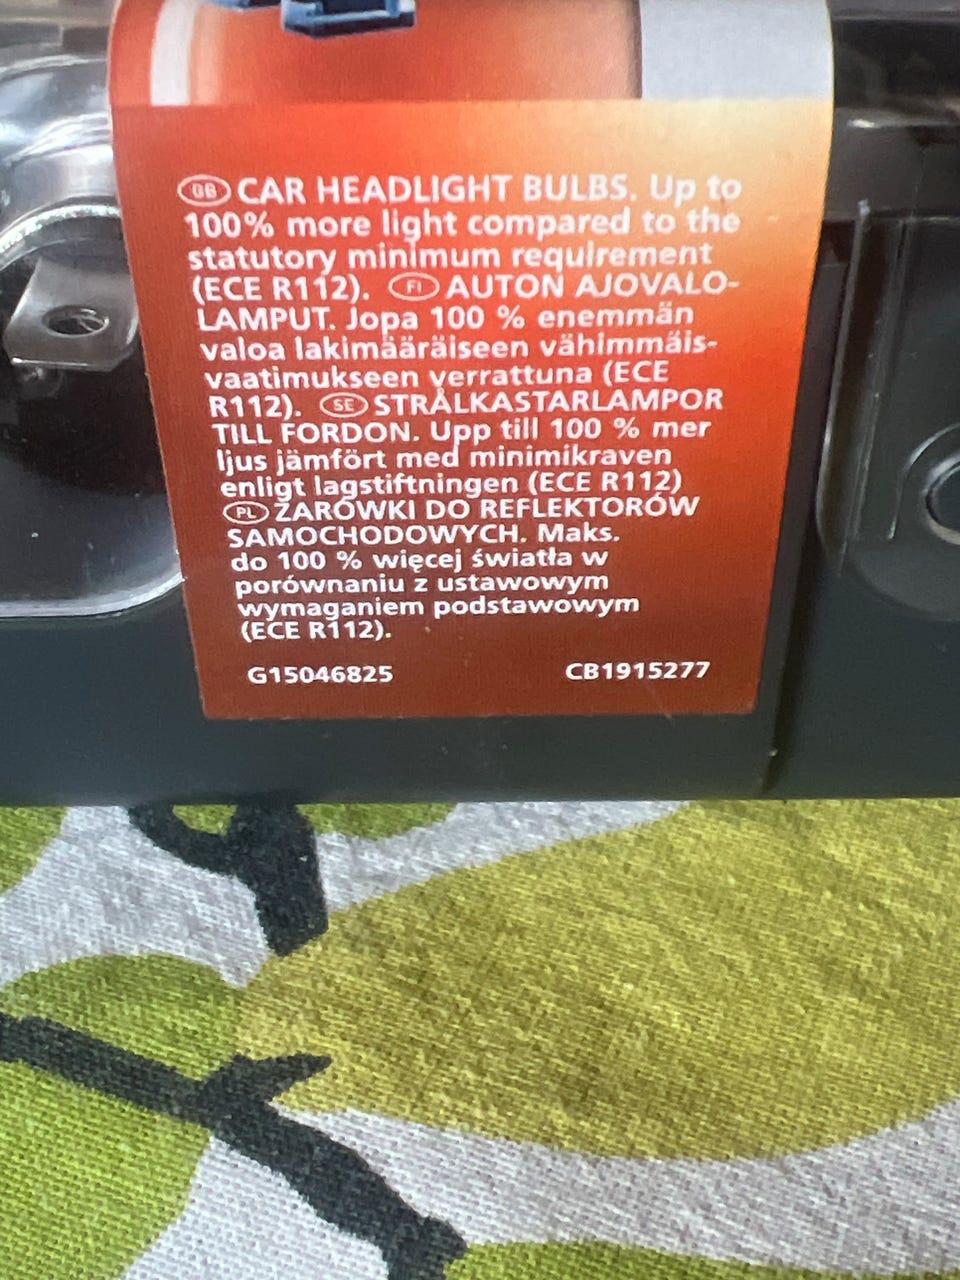 GB CAR HEADLIGHT BULBS. Up to
100% more light compared to the
statutory minimum requirement
(ECE R112). FI AUTON AJOVALO-
LAMPUT. Jopa 100 % enemmän
valoa lakimääräiseen vähimmäis-
vaatimukseen verrattuna (ECE
R112). SE STRÅLKASTARLAMPOR
TILL FORDON. Upp till 100 % mer
ljus jämfört med minimikraven
enligt lagstiftningen (ECE R112)
PL ŻARÓWKI DO REFLEKTORÓW
SAMOCHODOWYCH. Maks.
do 100 % więcej światła w
porównaniu z ustawowym
wymaganiem podstawowym
(ECE R112).
G15046825 CB1915277